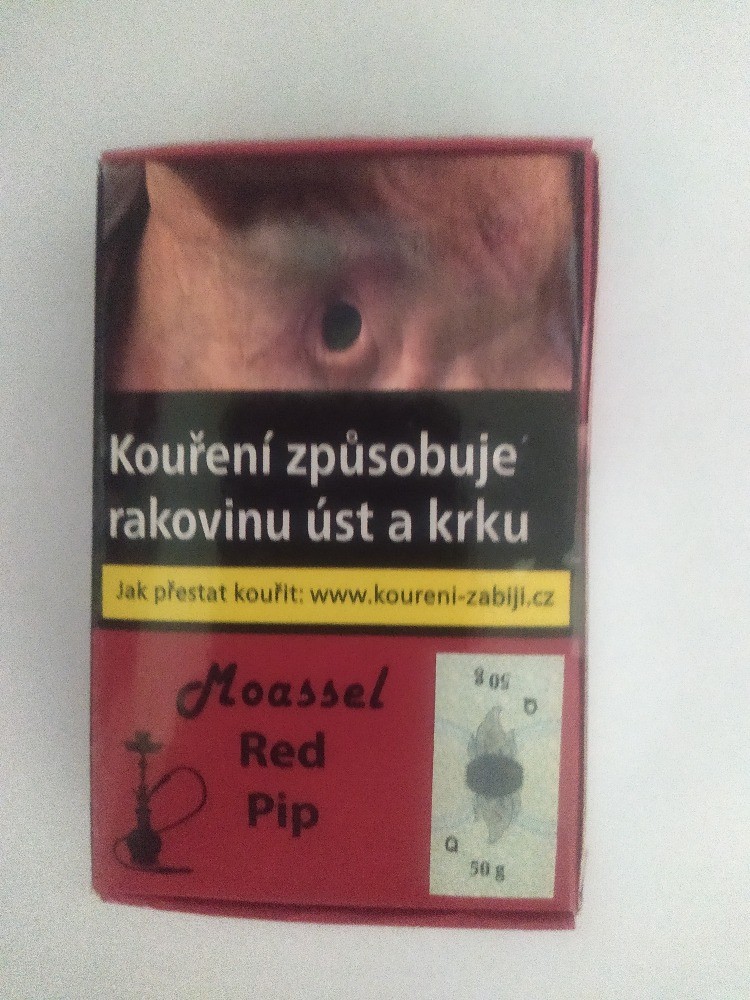 Kouření způsobuje
rakovinu úst a krku
Jak přestat kouřit: www.koureni-zabiji.cz
Moassel
Red
Pip
50 g
Q
Q
50 g